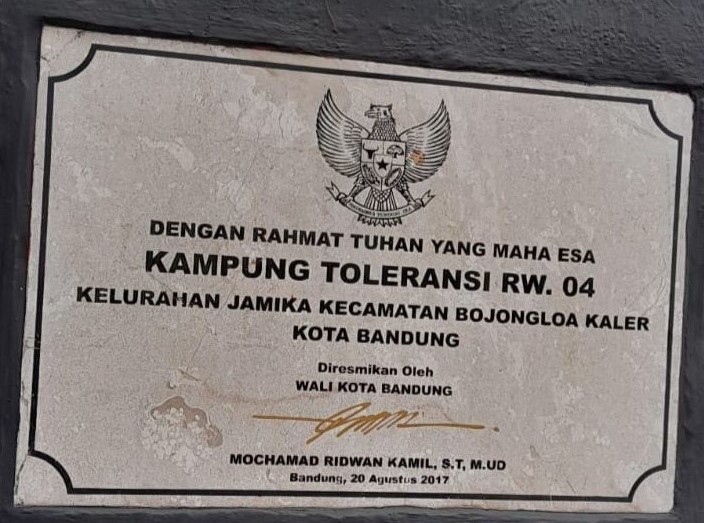 DENGAN RAHMAT TUHAN YANG MAHA ESA
KAMPUNG TOLERANSI RW. 04
KELURAHAN JAMIKA KECAMATAN BOJONGLOA KALER
KOTA BANDUNG
Diresmikan Oleh
WALI KOTA BANDUNG
MOCHAMAD RIDWAN KAMIL, S.T, M.UD
Bandung, 20 Agustus 2017